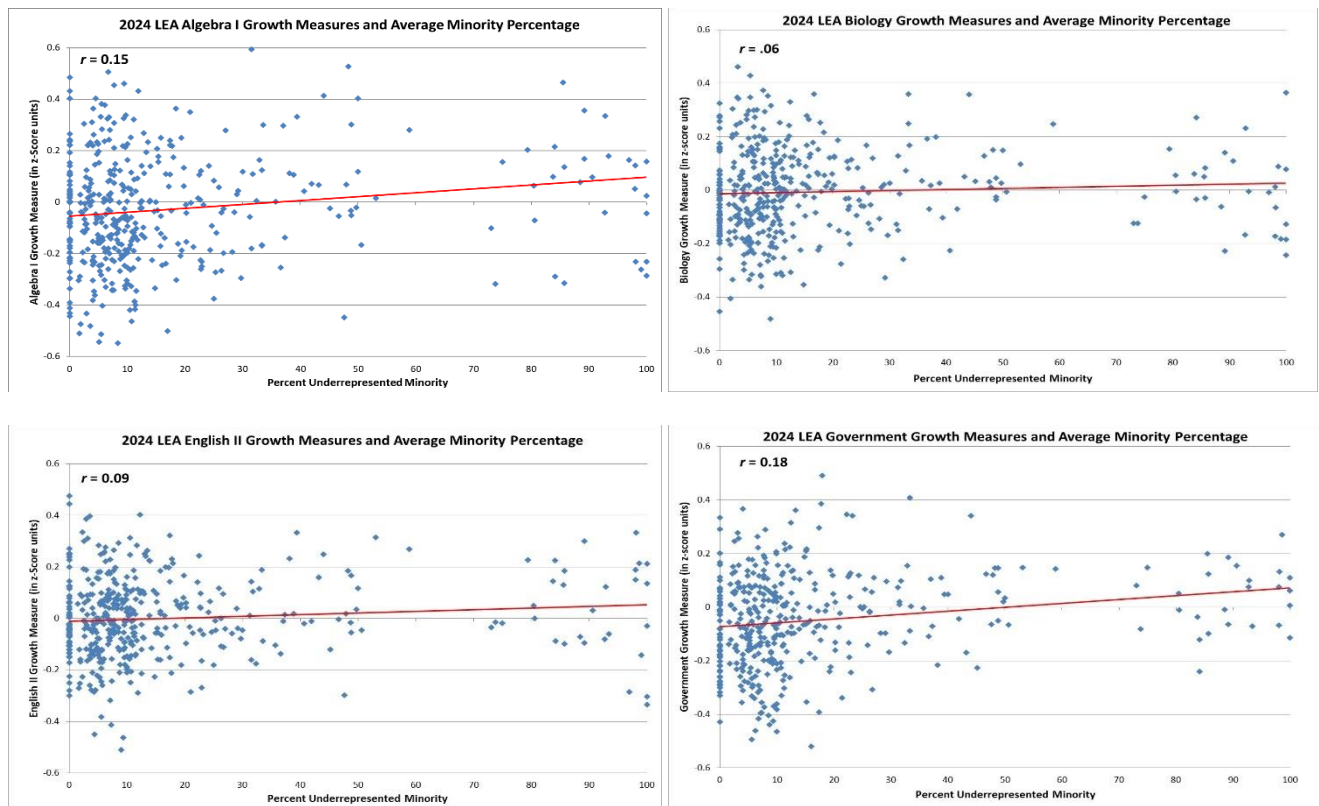 2024 LEA Algebra I Growth Measures and Average Minority Percentage
r = 0.15
Algebra I Growth Measure (in z-score units)
0.6
0.4
0.2
0
-0.2
-0.4
-0.6
0 10 20 30 40 50 60 70 80 90 100
Percent Underrepresented Minority
2024 LEA Biology Growth Measures and Average Minority Percentage
r = .06
Biology Growth Measure (in z-Score units)
0.6
0.4
0.2
0
-0.2
-0.4
-0.6
0 10 20 30 40 50 60 70 80 90 100
Percent Underrepresented Minority
2024 LEA English II Growth Measures and Average Minority Percentage
r = 0.09
English II Growth Measure (in z-Score units)
0.6
0.4
0.2
0
-0.2
-0.4
-0.6
0 10 20 30 40 50 60 70 80 90 100
Percent Underrepresented Minority
2024 LEA Government Growth Measures and Average Minority Percentage
r = 0.18
Government Growth Measure (in z-score units)
0.6
0.4
0.2
0
-0.2
-0.4
-0.6
0 10 20 30 40 50 60 70 80 90 100
Percent Underrepresented Minority